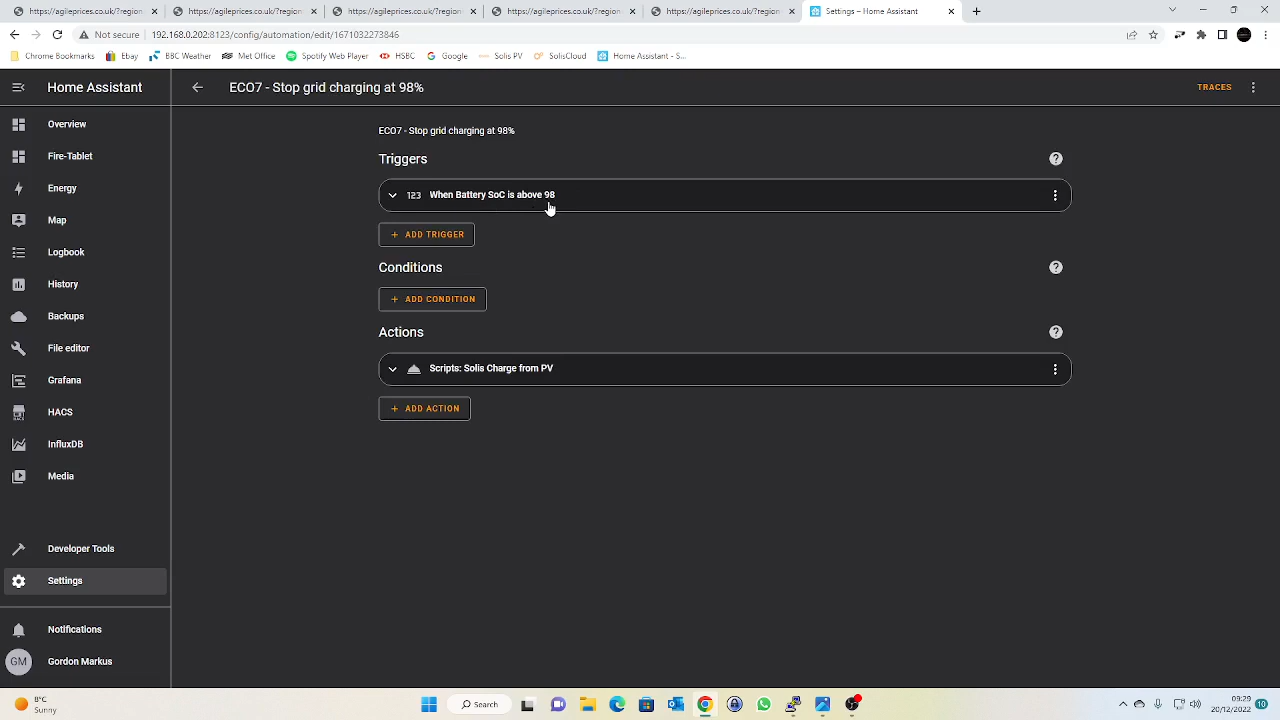 https://agileprices.co.uk/?region
https://agileprices.co.uk/?region
https://agileprices.co.uk/?region
https://agileprices.co.uk/?region
https://agileprices.co.uk/?region
Settings – Home Assistant
Not secure
192.168.0.202:8123/config/automation/edit/1671032273846
Chrome Bookmarks
Ebay
BBC Weather
Met Office
Spotify Web Player
HSBC
Google
Solis PV
SolisCloud
Home Assistant - S...
Home Assistant
ECO7 - Stop grid charging at 98%
TRACES
Overview
Fire-Tablet
Energy
Map
Logbook
History
Backups
File editor
Grafana
HACS
InfluxDB
Media
Developer Tools
Settings
Notifications
GM
Gordon Markus
ECO7 - Stop grid charging at 98%
Triggers
123
When Battery SoC is above 98
+ ADD TRIGGER
Conditions
+ ADD CONDITION
Actions
Scripts: Solis Charge from PV
+ ADD ACTION
5°C
Sunny
Search
09:29
20/12/2022